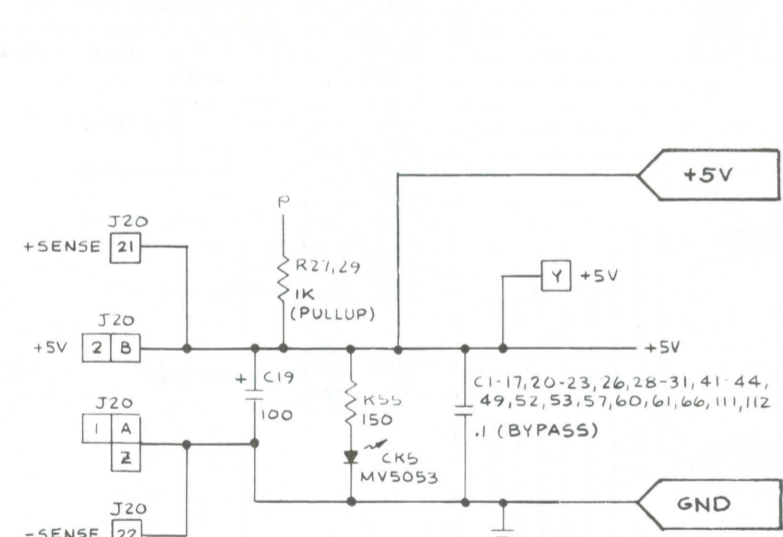 +5V
P
J20
+SENSE 21
R27,29
1K
(PULLUP)
Y +5V
J20
+5V 2 B
+5V
+ C19
100
R55
150
CR5
MV5053
C1-17,20-23,26,28-31,41-44,
49,52,53,57,60,61,66,111,112
.1 (BYPASS)
J20
1 A
Z
GND
J20
-SENSE 22